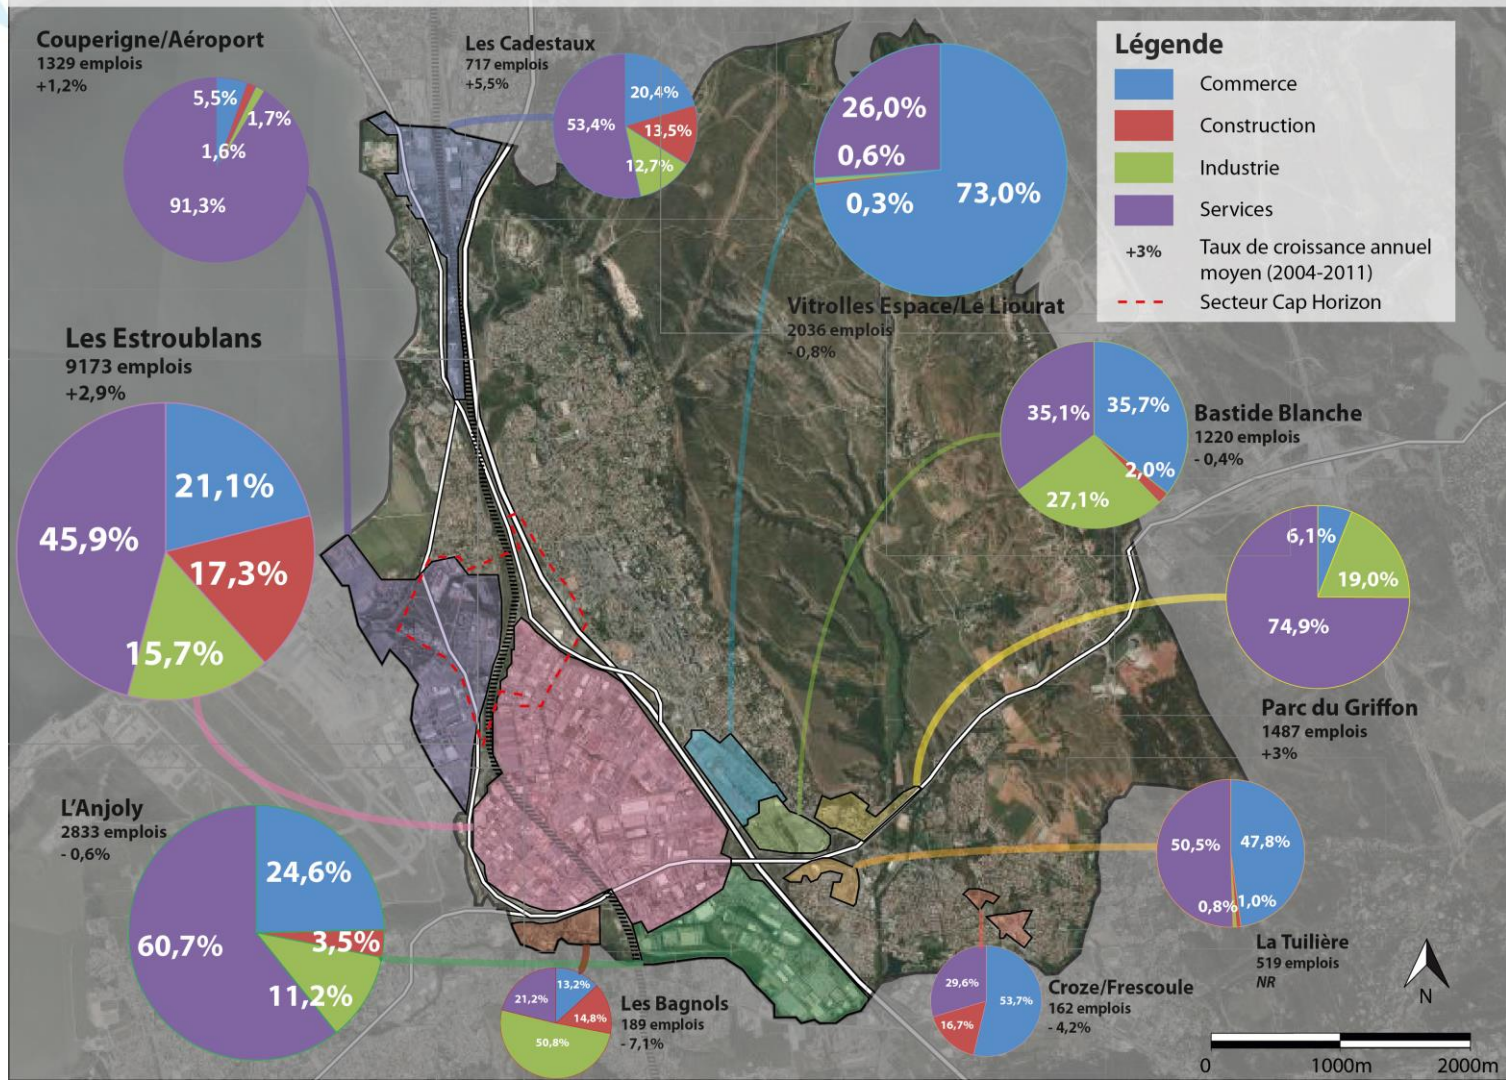 Couperigne/Aéroport
1329 emplois
+1,2%
5,5%
1,7%
1,6%
91,3%
Les Cadestaux
717 emplois
+5,5%
20,4%
53,4%
13,5%
12,7%
26,0%
0,6%
0,3%
73,0%
Vitrolles Espace/Le Liourat
2036 emplois
- 0,8%
Légende
Commerce
Construction
Industrie
Services
+3%
Taux de croissance annuel
moyen (2004-2011)
Secteur Cap Horizon
Les Estroublans
9173 emplois
+2,9%
21,1%
45,9%
17,3%
15,7%
35,1%
35,7%
2,0%
27,1%
Bastide Blanche
1220 emplois
- 0,4%
6,1%
19,0%
74,9%
Parc du Griffon
1487 emplois
+3%
L'Anjoly
2833 emplois
- 0,6%
24,6%
3,5%
60,7%
11,2%
50,5%
47,8%
0,8%
1,0%
La Tuilière
519 emplois
NR
13,2%
21,2%
14,8%
50,8%
Les Bagnols
189 emplois
- 7,1%
29,6%
53,7%
16,7%
Croze/Frescoule
162 emplois
- 4,2%
N
0
1000m
2000m